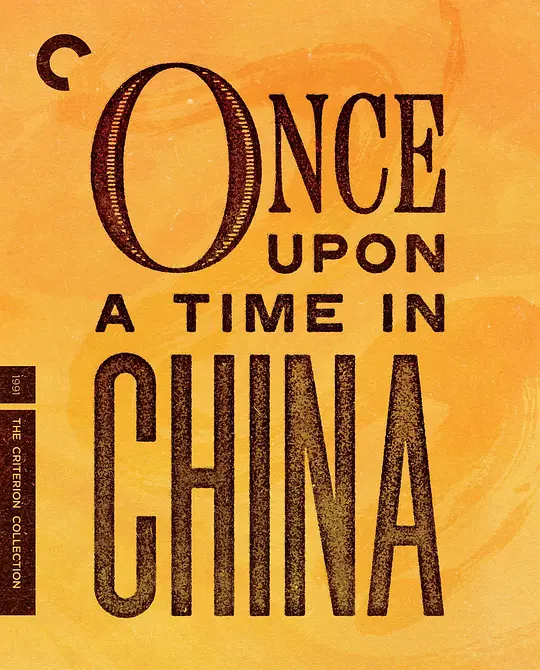 ONCE
UPON
A TIME IN
CHINA
1991
THE CRITERION COLLECTION